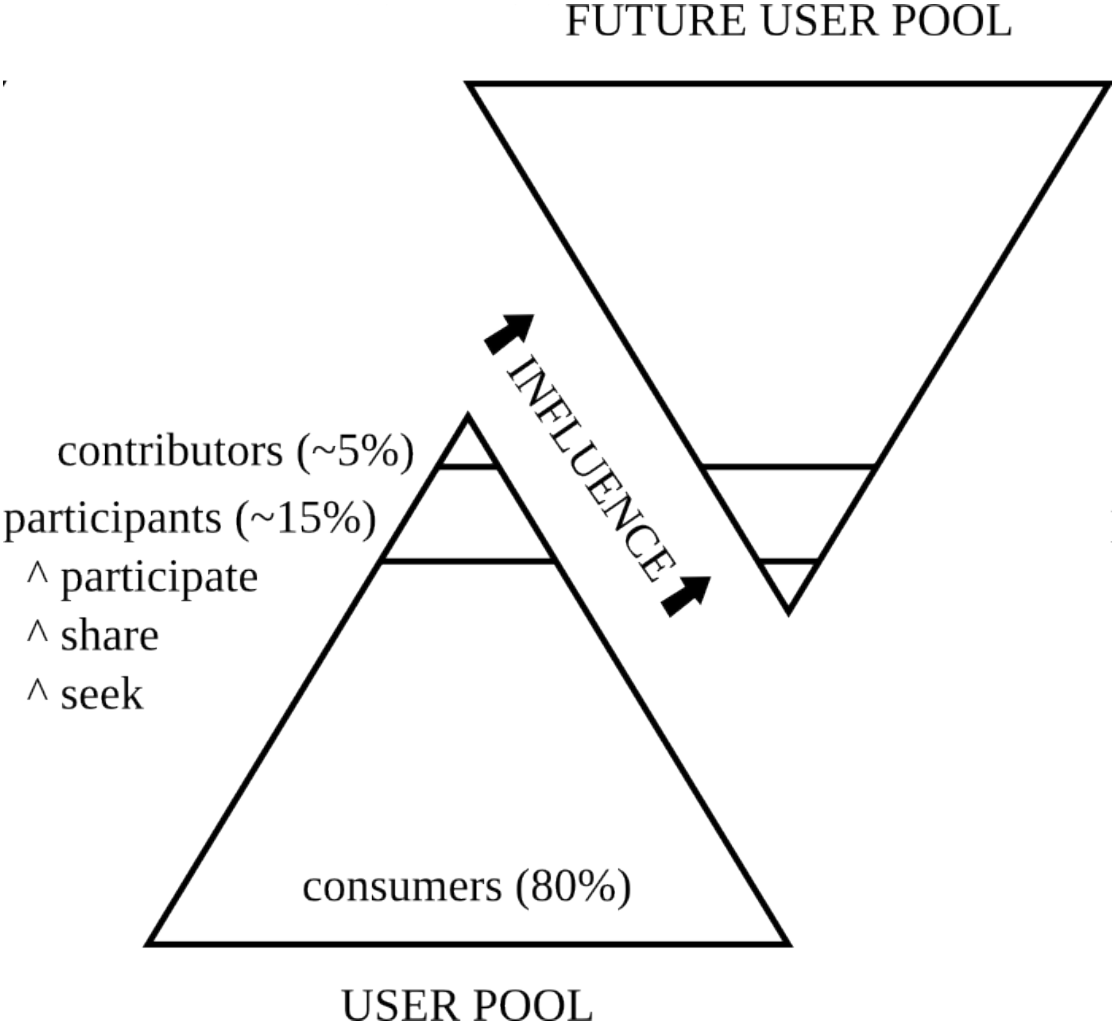 FUTURE USER POOL
INFLUENCE
contributors (~5%)
participants (~15%)
^ participate
^ share
^ seek
consumers (80%)
USER POOL